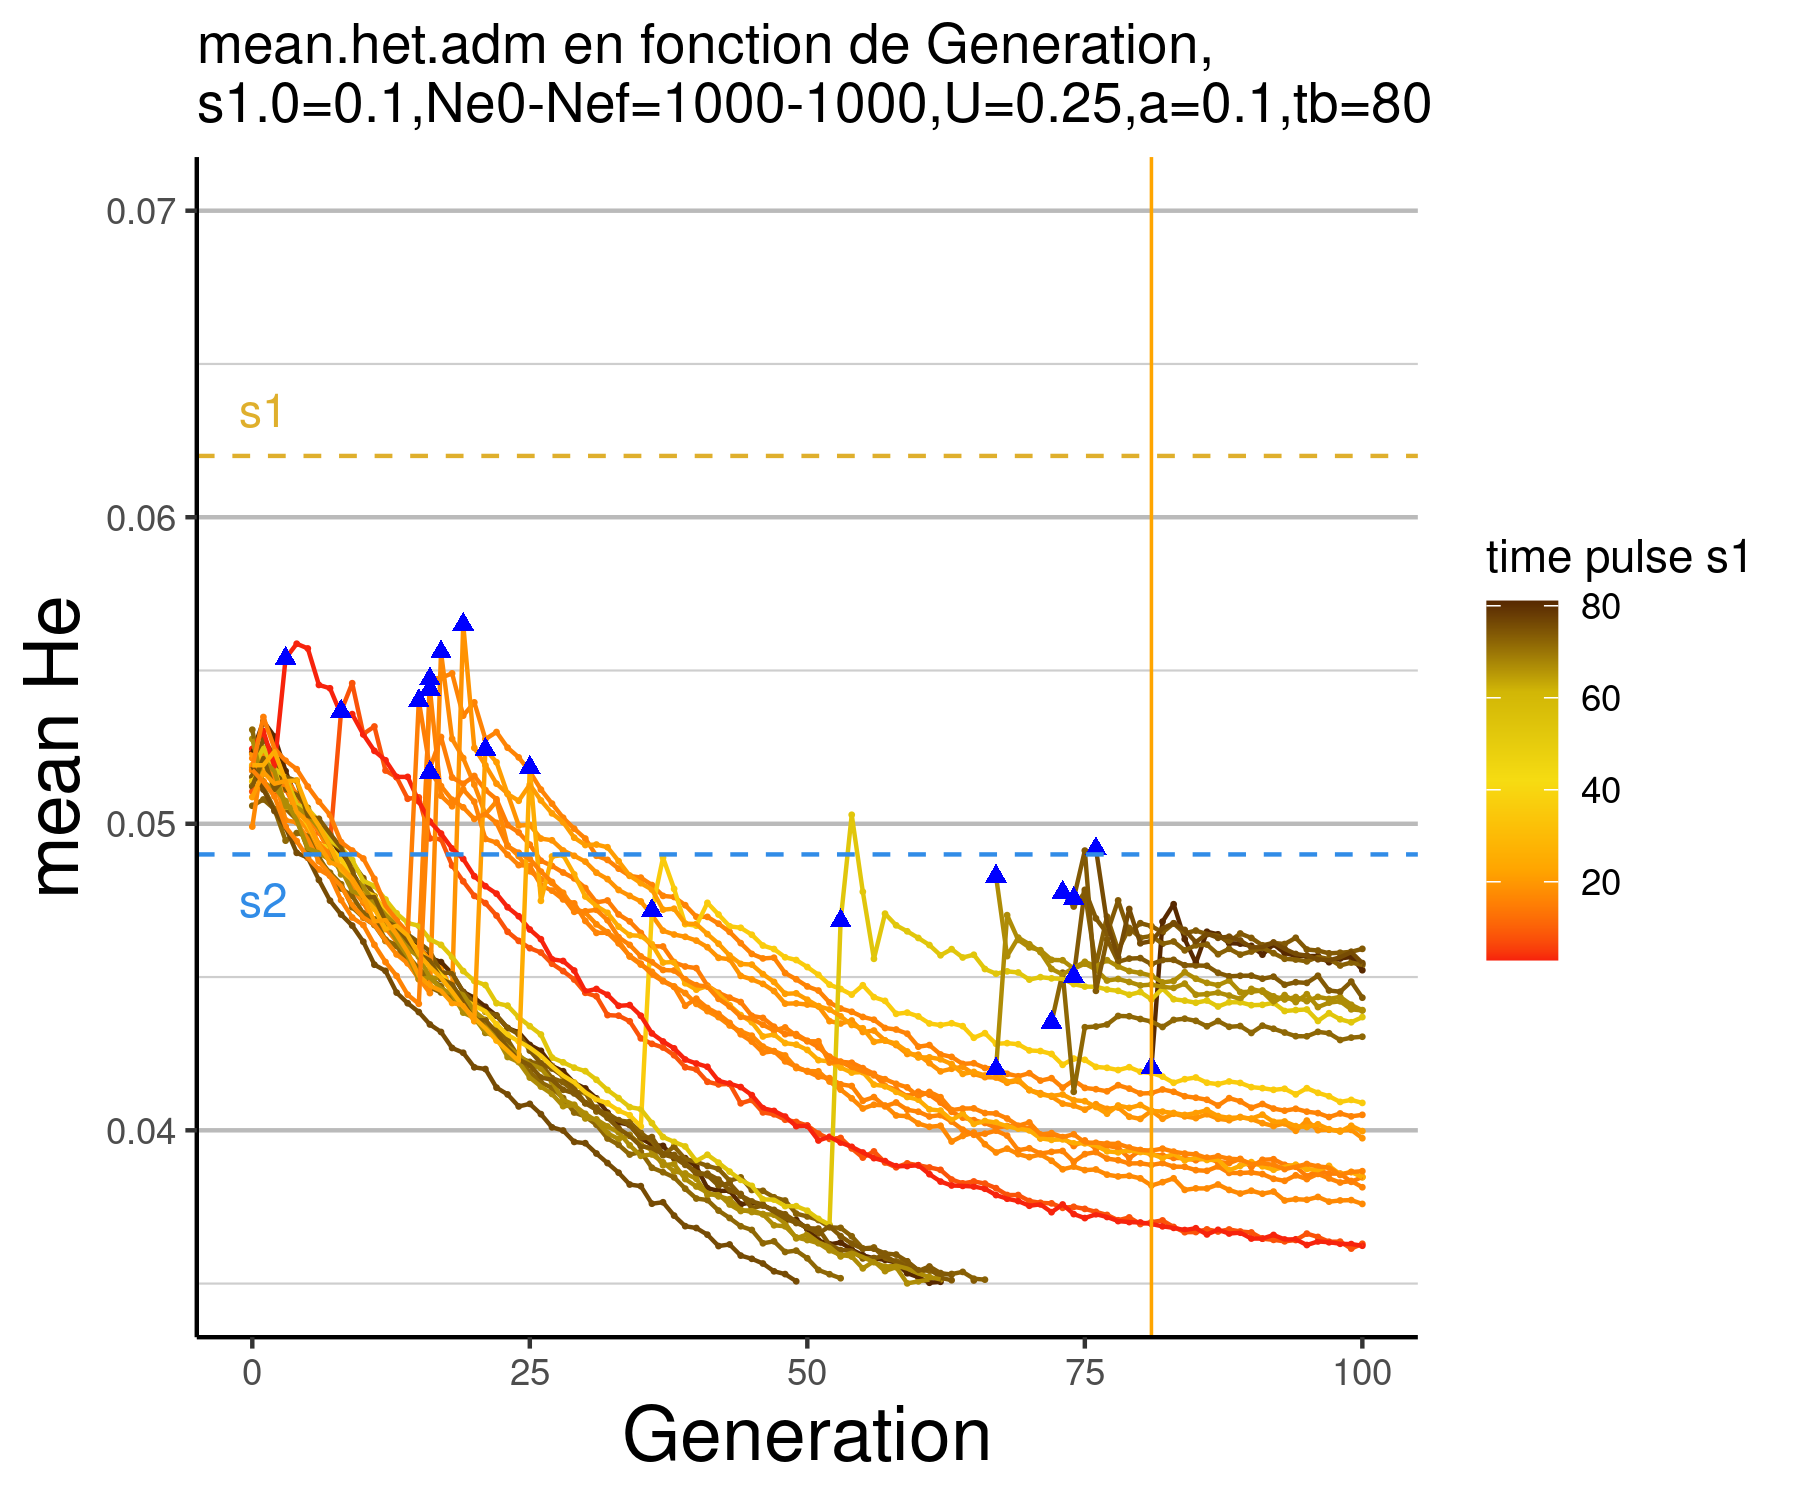 mean.het.adm en fonction de Generation,
s1.0=0.1,Ne0-Nef=1000-1000,U=0.25,a=0.1,tb=80
0.07
s1
0.06
mean He
0.05
s2
0.04
0
25
50
75
100
Generation
time pulse s1
80
60
40
20